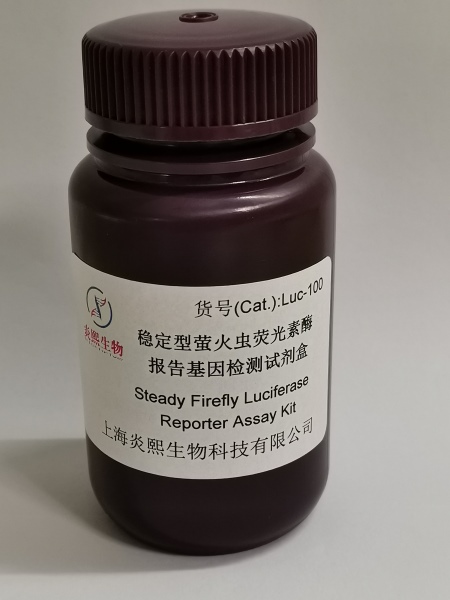 货号(Cat.):Luc-100
炎熙生物
稳定型萤火虫荧光素酶
报告基因检测试剂盒
Steady Firefly Luciferase
Reporter Assay Kit
上海炎熙生物科技有限公司